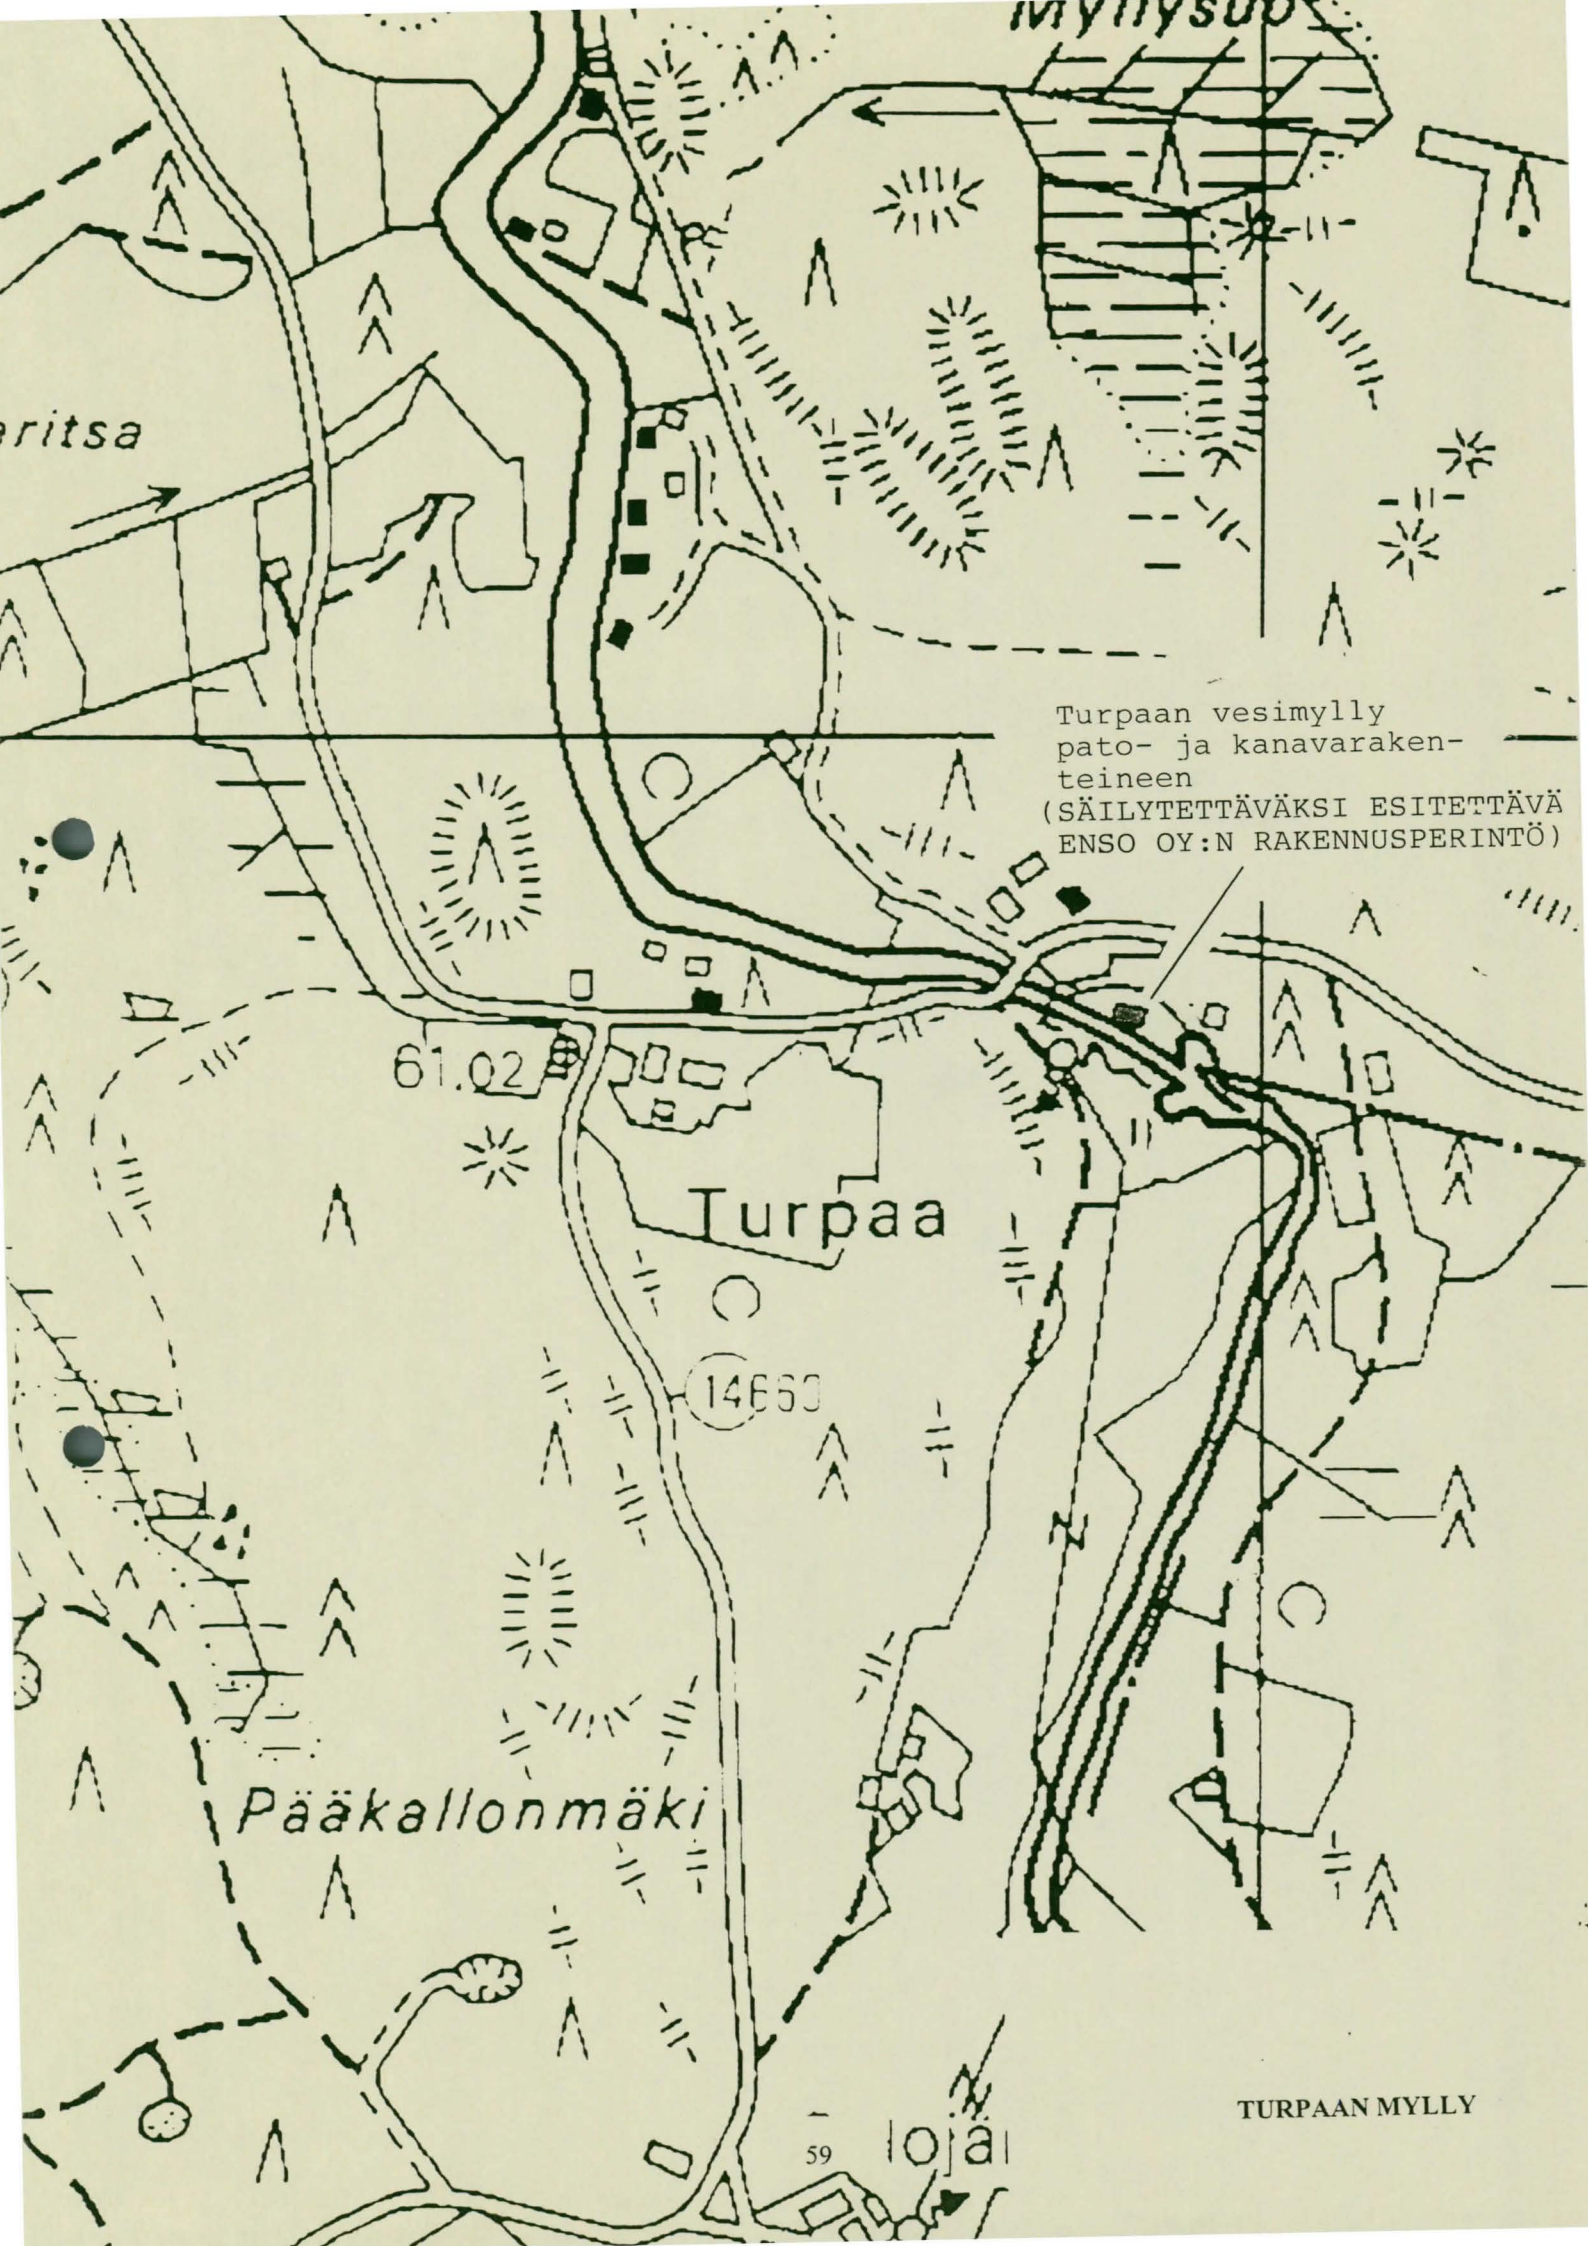 Myllysuo
aritsa
Turpaan vesimylly
pato- ja kanavaraken-
teineen
(SÄILYTETTÄVÄKSI ESITETTÄVÄ
ENSO OY:N RAKENNUSPERINTÖ)
61.02
Turpaa
Pääkallonmäki
TURPAAN MYLLY
59